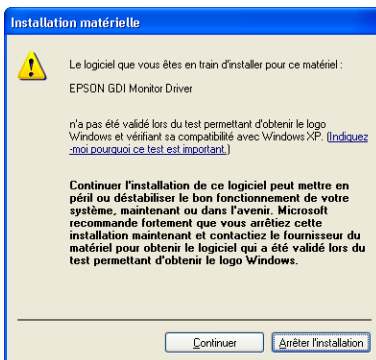 Installation matérielle
Le logiciel que vous êtes en train d'installer pour ce matériel :
EPSON GDI Monitor Driver
n'a pas été validé lors du test permettant d'obtenir le logo
Windows et vérifiant sa compatibilité avec Windows XP. (Indiquez
-moi pourquoi ce test est important.)
Continuer l'installation de ce logiciel peut mettre en
péril ou déstabiliser le bon fonctionnement de votre
système, maintenant ou dans l'avenir. Microsoft
recommande fortement que vous arrêtiez cette
installation maintenant et contactiez le fournisseur du
matériel pour obtenir le logiciel qui a été validé lors du
test permettant d'obtenir le logo Windows.
Continuer
Arrêter l'installation